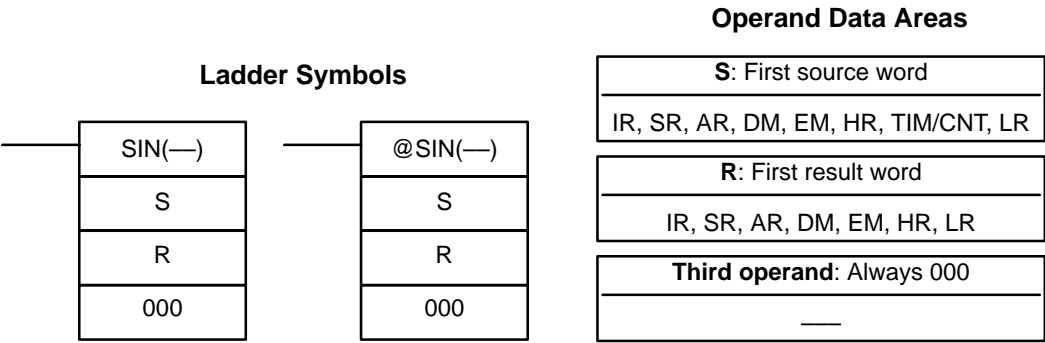 Ladder Symbols
SIN(—)
S
R
000
@SIN(—)
S
R
000
Operand Data Areas
S: First source word
IR, SR, AR, DM, EM, HR, TIM/CNT, LR
R: First result word
IR, SR, AR, DM, EM, HR, LR
Third operand: Always 000
—